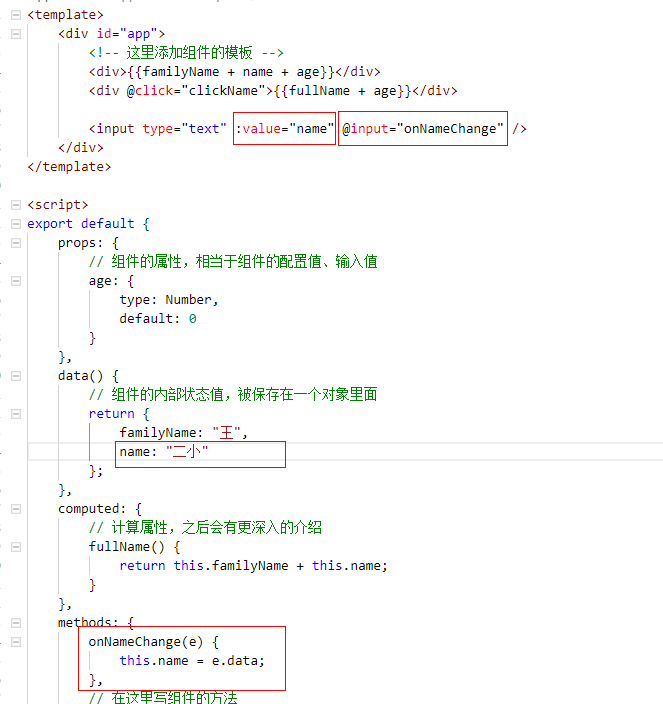 <template>
<div id="app">
<!-- 这里添加组件的模板 -->
<div>{{familyName + name + age}}</div>
<div @click="clickName">{{fullName + age}}</div>
<input type="text" :value="name" @input="onNameChange" />
</div>
</template>
<script>
export default {
props: {
// 组件的属性，相当于组件的配置值、输入值
age: {
type: Number,
default: 0
}
},
data() {
// 组件的内部状态值，被保存在一个对象里面
return {
familyName: "王",
name: "二小"
};
},
computed: {
// 计算属性，之后会有更深入的介绍
fullName() {
return this.familyName + this.name;
}
},
methods: {
onNameChange(e) {
this.name = e.data;
},
// 在这里写组件的方法